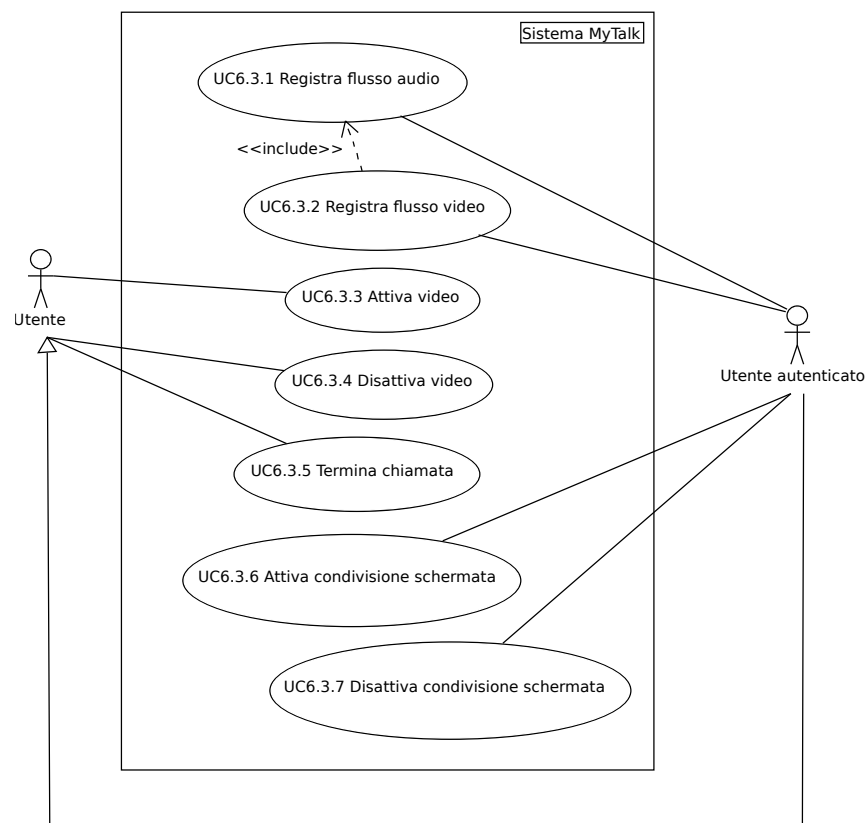 Sistema MyTalk
UC6.3.1 Registra flusso audio
<<include>>
UC6.3.2 Registra flusso video
UC6.3.3 Attiva video
Utente
UC6.3.4 Disattiva video
Utente autenticato
UC6.3.5 Termina chiamata
UC6.3.6 Attiva condivisione schermata
UC6.3.7 Disattiva condivisione schermata